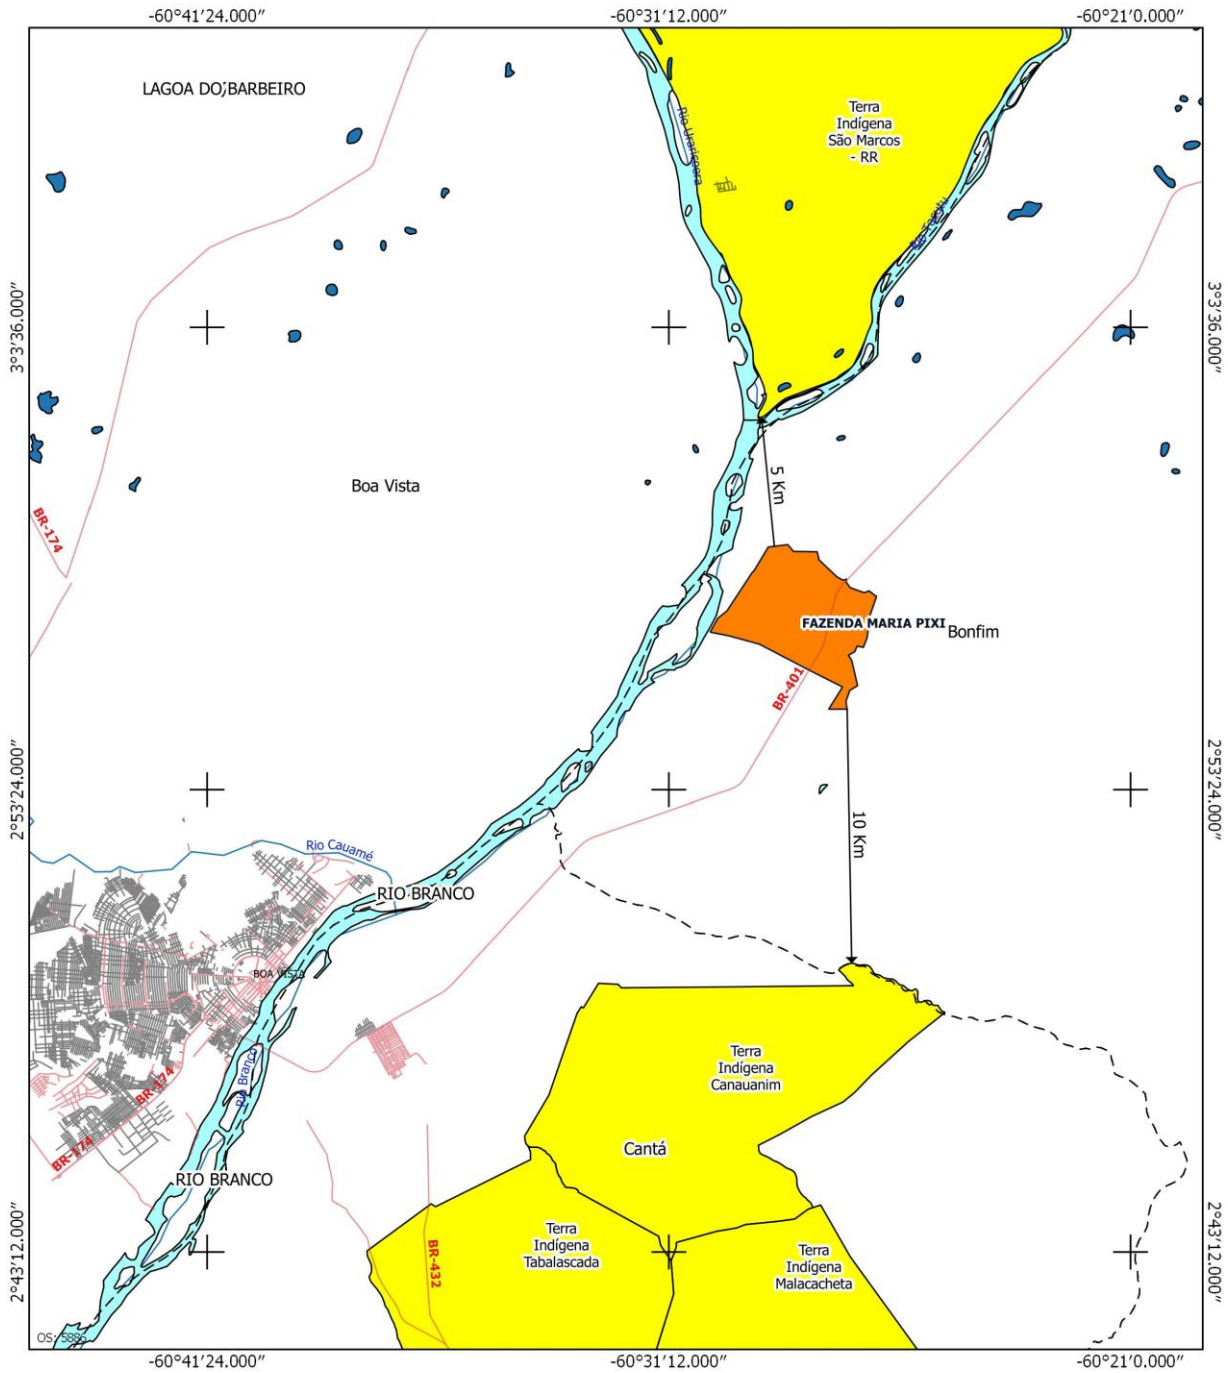 -60°41'24.000"
-60°31'12.000"
-60°21'0.000"
LAGOA DO BARBEIRO
Terra
Indígena
São Marcos
- RR
Rio Uraricoera
3°3'36.000"
3°3'36.000"
Boa Vista
5 Km
BR-174
FAZENDA MARIA PIXI
Bonfim
BR-401
2°53'24.000"
2°53'24.000"
10 Km
Rio Cauamé
RIO BRANCO
BOA VISTA
Terra
Indígena
Canauanim
Rio Branco
BR-174
BR-174
Cantá
RIO BRANCO
Terra
Indígena
Tabalascada
Terra
Indígena
Malacacheta
BR-432
2°43'12.000"
2°43'12.000"
OS: 5886
-60°41'24.000"
-60°31'12.000"
-60°21'0.000"